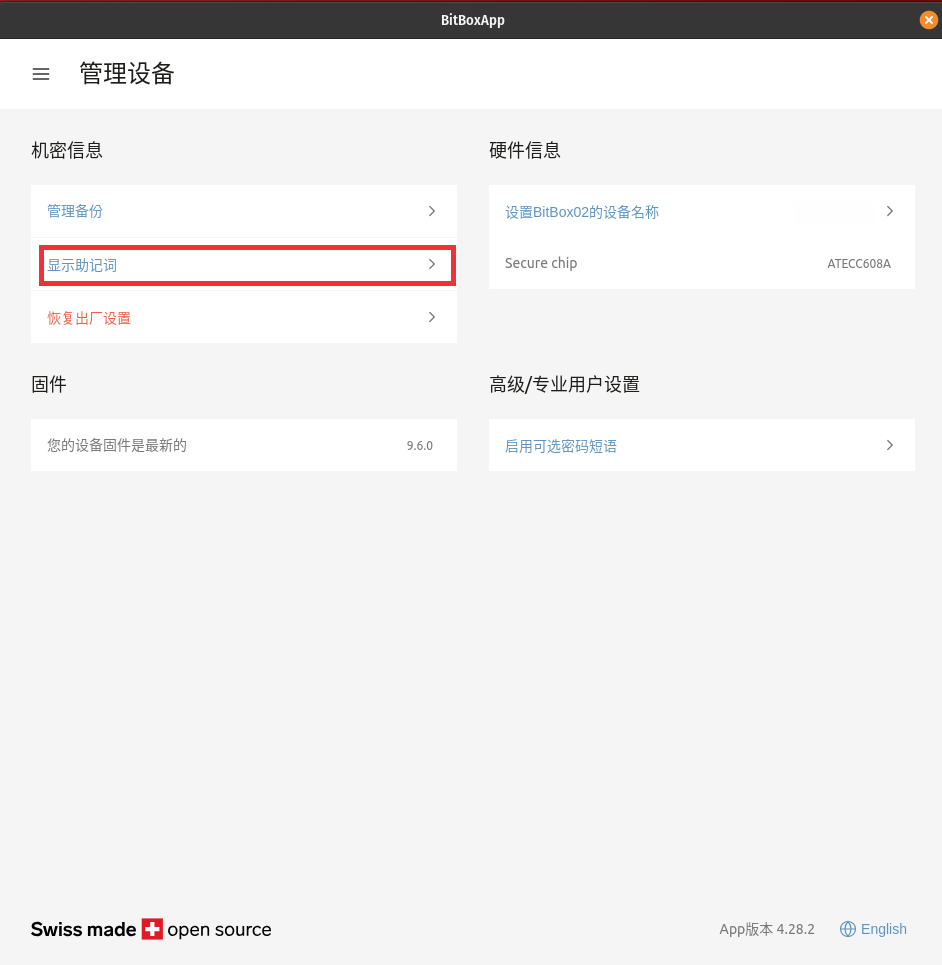 BitBoxApp
管理设备
机密信息
管理备份
显示助记词
恢复出厂设置
硬件信息
设置BitBox02的设备名称
Secure chip ATECC608A
固件
您的设备固件是最新的 9.6.0
高级/专业用户设置
启用可选密码短语
Swiss made open source
App版本 4.28.2 English